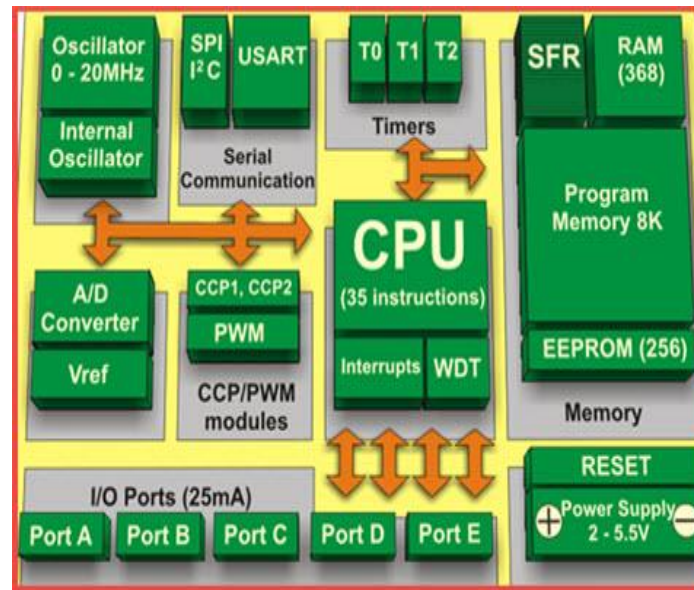 Oscillator
0 - 20MHz
Internal
Oscillator
SPI
I²C
USART
Serial
Communication
T0
T1
T2
Timers
SFR
RAM
(368)
Program
Memory 8K
EEPROM (256)
Memory
A/D
Converter
Vref
CCP1, CCP2
PWM
CCP/PWM
modules
CPU
(35 instructions)
Interrupts
WDT
I/O Ports (25mA)
Port A
Port B
Port C
Port D
Port E
RESET
+ Power Supply −
2 - 5.5V